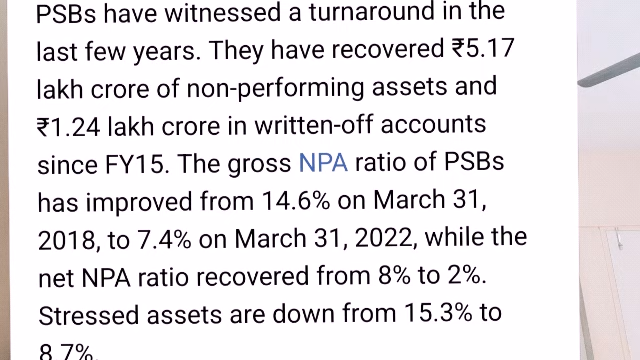 PSBs have witnessed a turnaround in the
last few years. They have recovered ₹5.17
lakh crore of non-performing assets and
₹1.24 lakh crore in written-off accounts
since FY15. The gross NPA ratio of PSBs
has improved from 14.6% on March 31,
2018, to 7.4% on March 31, 2022, while the
net NPA ratio recovered from 8% to 2%.
Stressed assets are down from 15.3% to
8.7%.